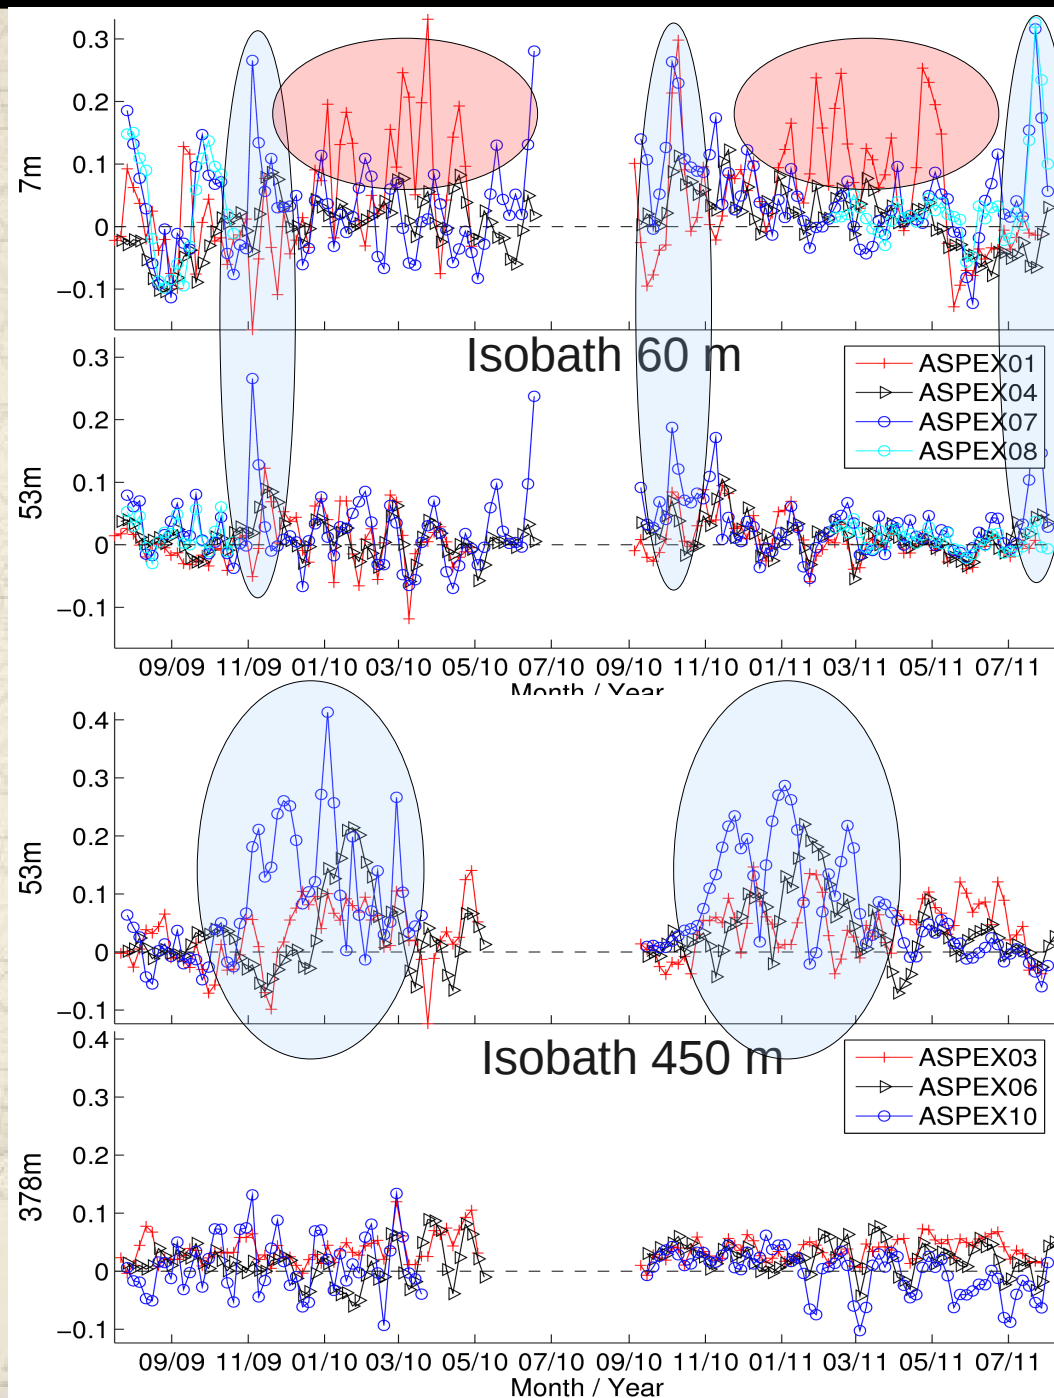 0.3
0.2
0.1
0
−0.1
7m
Isobath 60 m
0.3
0.2
0.1
0
−0.1
53m
ASPEX01
ASPEX04
ASPEX07
ASPEX08
09/09 11/09 01/10 03/10 05/10 07/10 09/10 11/10 01/11 03/11 05/11 07/11
Month / Year
0.4
0.3
0.2
0.1
0
−0.1
53m
Isobath 450 m
0.4
0.3
0.2
0.1
0
−0.1
378m
ASPEX03
ASPEX06
ASPEX10
09/09 11/09 01/10 03/10 05/10 07/10 09/10 11/10 01/11 03/11 05/11 07/11
Month / Year